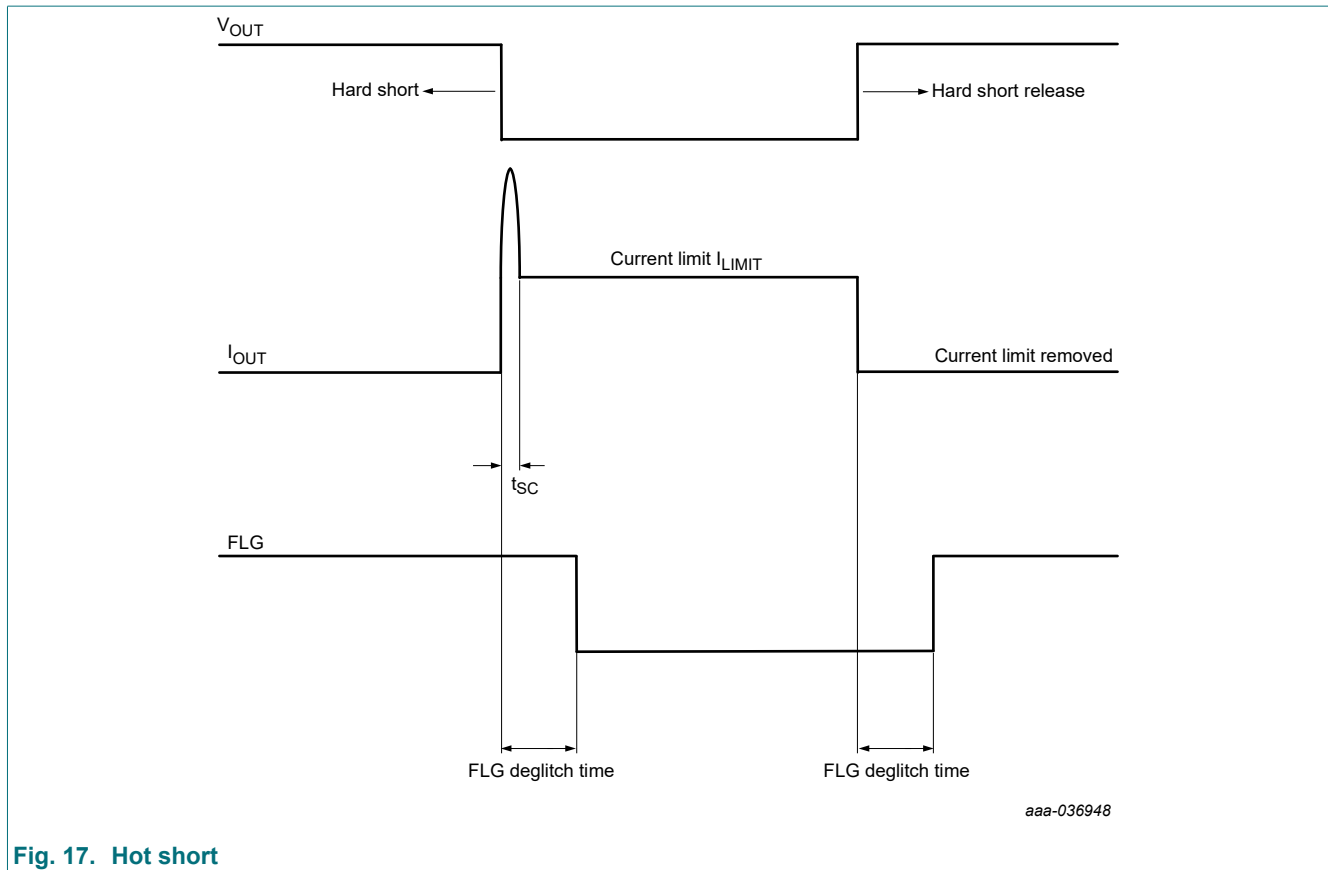 VOUT
Hard short
Hard short release
Current limit ILIMIT
IOUT
Current limit removed
tSC
FLG
FLG deglitch time
FLG deglitch time
aaa-036948
Fig. 17. Hot short